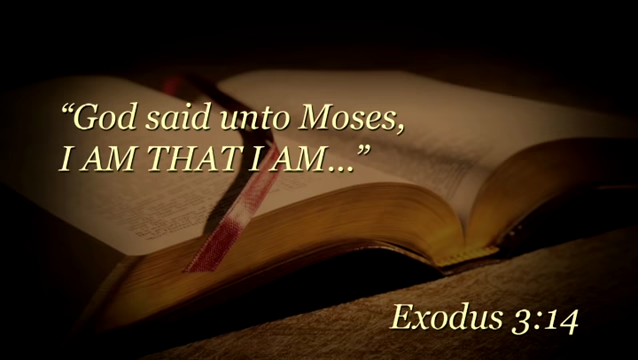 “God said unto Moses,
I AM THAT I AM...”
Exodus 3:14